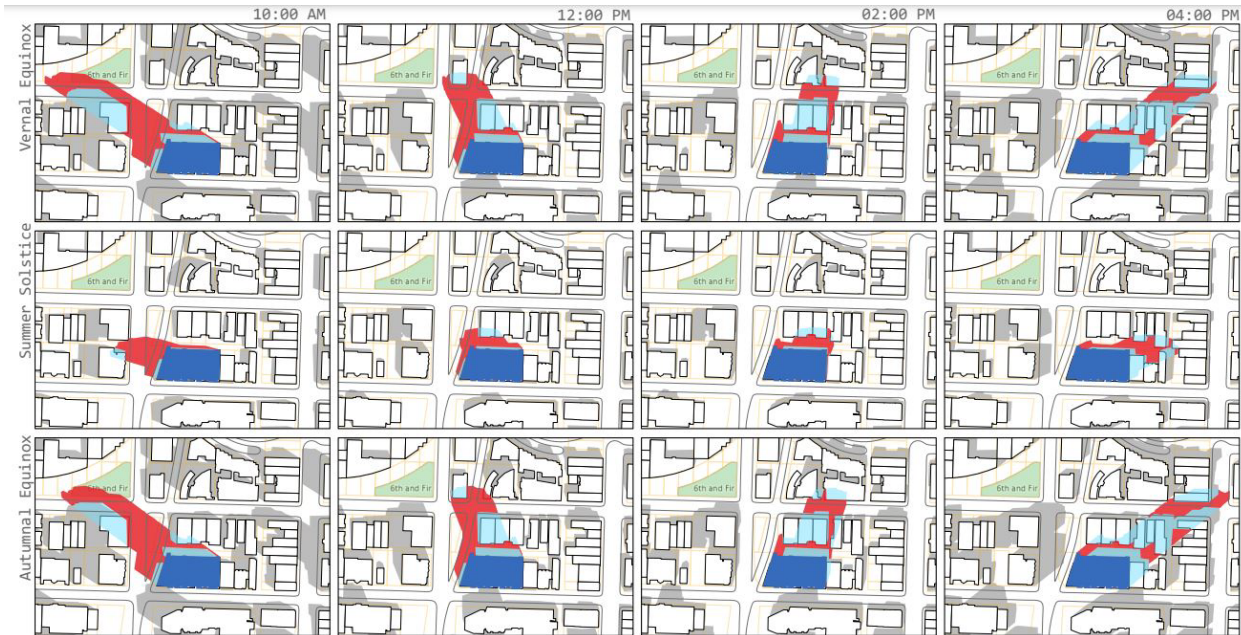 10:00 AM
12:00 PM
02:00 PM
04:00 PM
Vernal Equinox
6th and Fir
6th and Fir
6th and Fir
6th and Fir
Summer Solstice
6th and Fir
6th and Fir
6th and Fir
6th and Fir
Autumnal Equinox
6th and Fir
6th and Fir
6th and Fir
6th and Fir